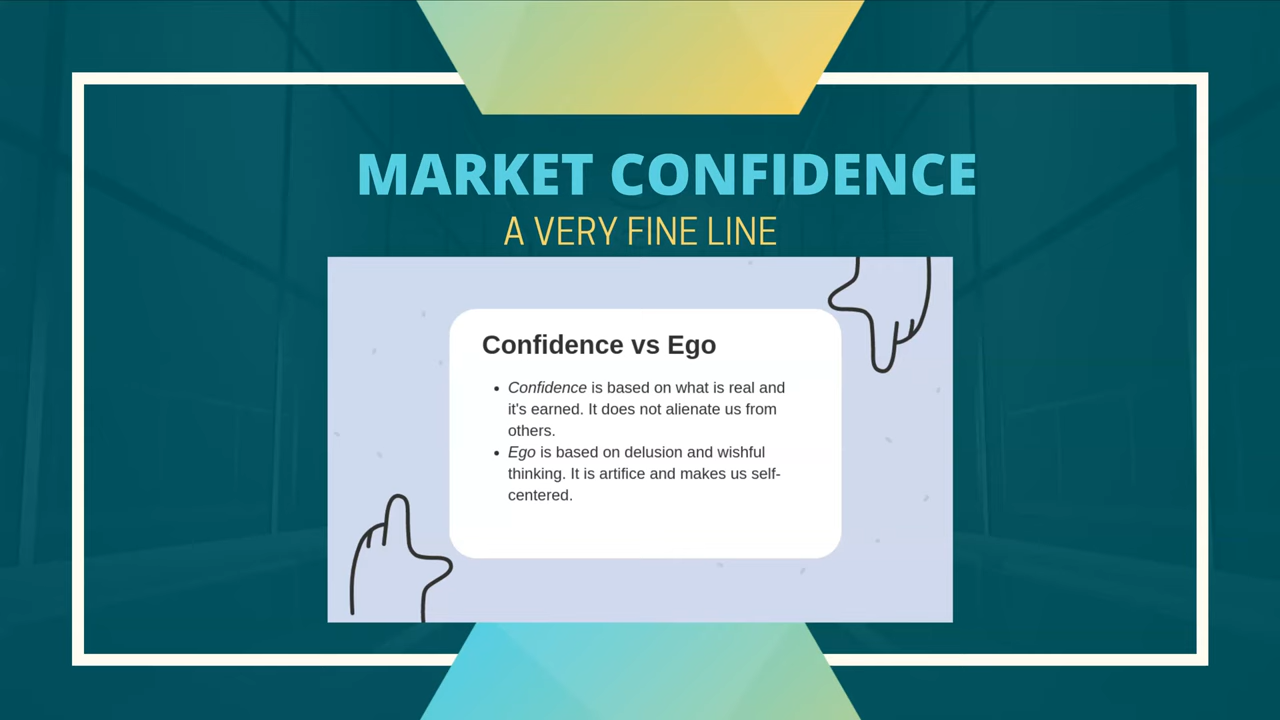 MARKET CONFIDENCE
A VERY FINE LINE
Confidence vs Ego
• Confidence is based on what is real and
it's earned. It does not alienate us from
others.
• Ego is based on delusion and wishful
thinking. It is artifice and makes us self-
centered.